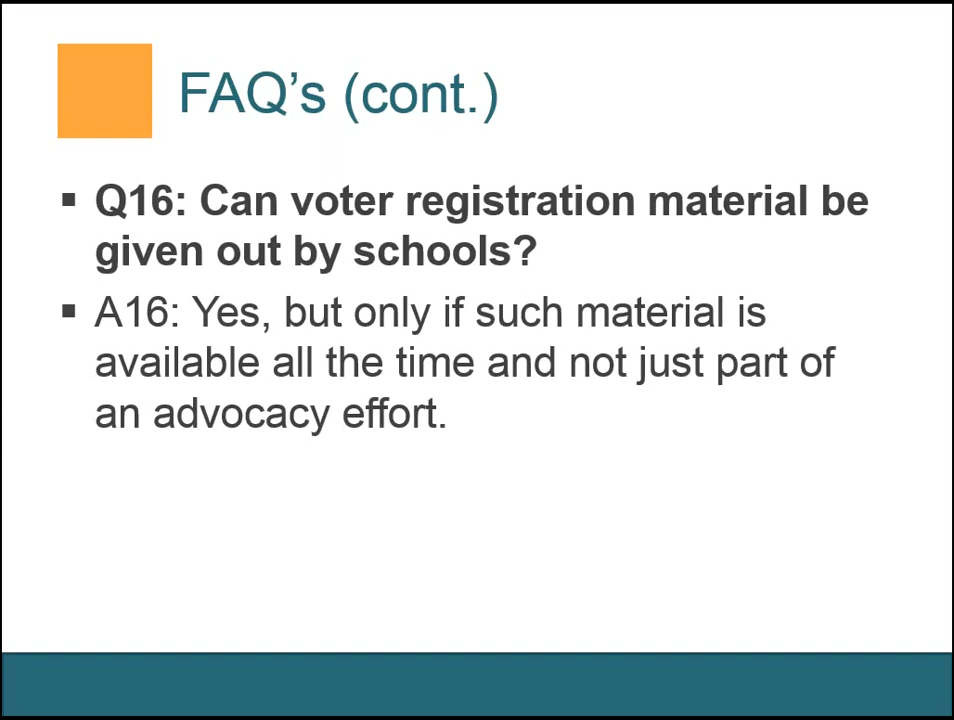 FAQ’s (cont.)
▪ Q16: Can voter registration material be
given out by schools?
▪ A16: Yes, but only if such material is
available all the time and not just part of
an advocacy effort.